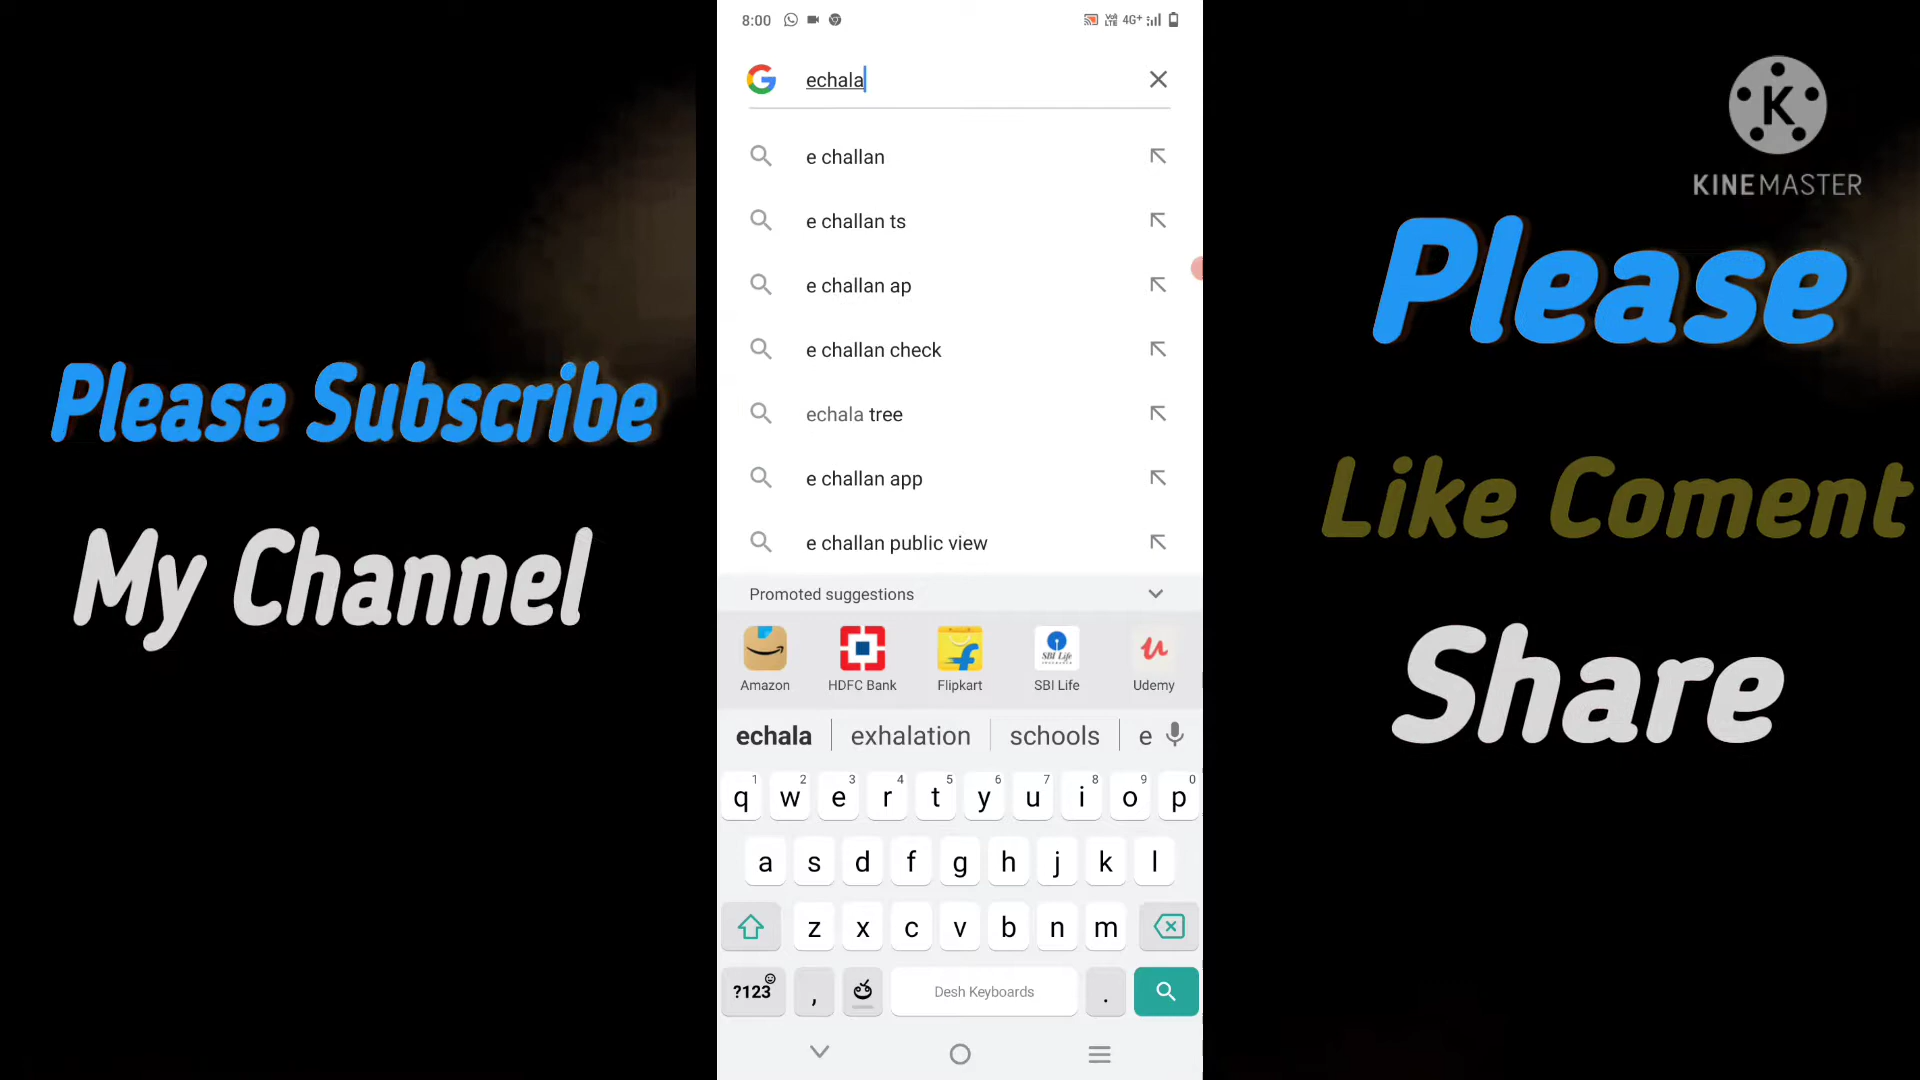 8:00
4G+
echala
e challan
e challan ts
e challan ap
e challan check
echala tree
e challan app
e challan public view
Promoted suggestions
SBI Life
Amazon
HDFC Bank
Flipkart
SBI Life
Udemy
echala
exhalation
schools
e
1 2 3 4 5 6 7 8 9 0
q w e r t y u i o p
a s d f g h j k l
z x c v b n m
?123
,
త
Desh Keyboards
.
Please Subscribe
My Channel
K
KINEMASTER
Please
Like Coment
Share